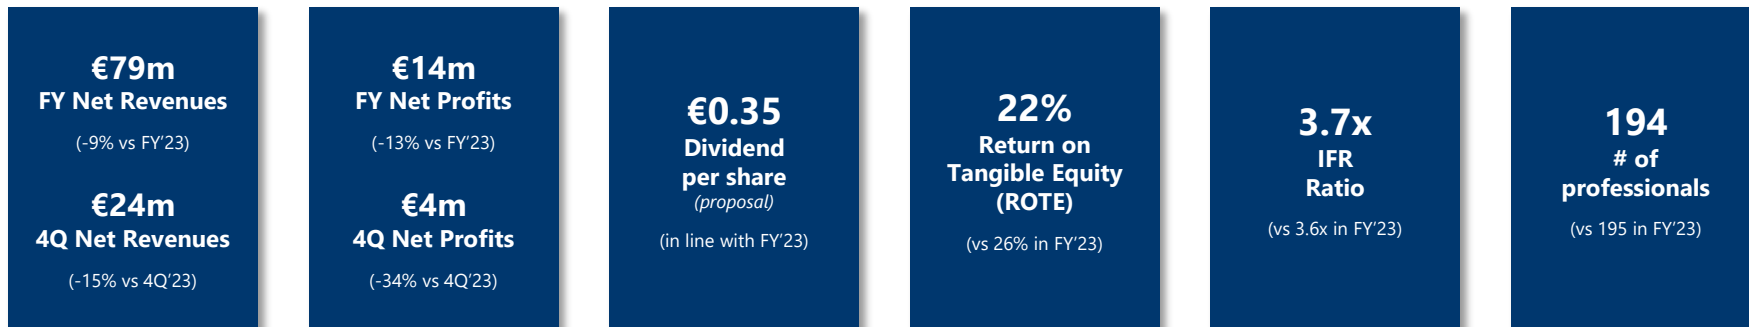 €79m
FY Net Revenues
(-9% vs FY’23)
€24m
4Q Net Revenues
(-15% vs 4Q’23)
€14m
FY Net Profits
(-13% vs FY’23)
€4m
4Q Net Profits
(-34% vs 4Q’23)
€0.35
Dividend
per share
(proposal)
(in line with FY’23)
22%
Return on
Tangible Equity
(ROTE)
(vs 26% in FY’23)
3.7x
IFR
Ratio
(vs 3.6x in FY’23)
194
# of
professionals
(vs 195 in FY’23)